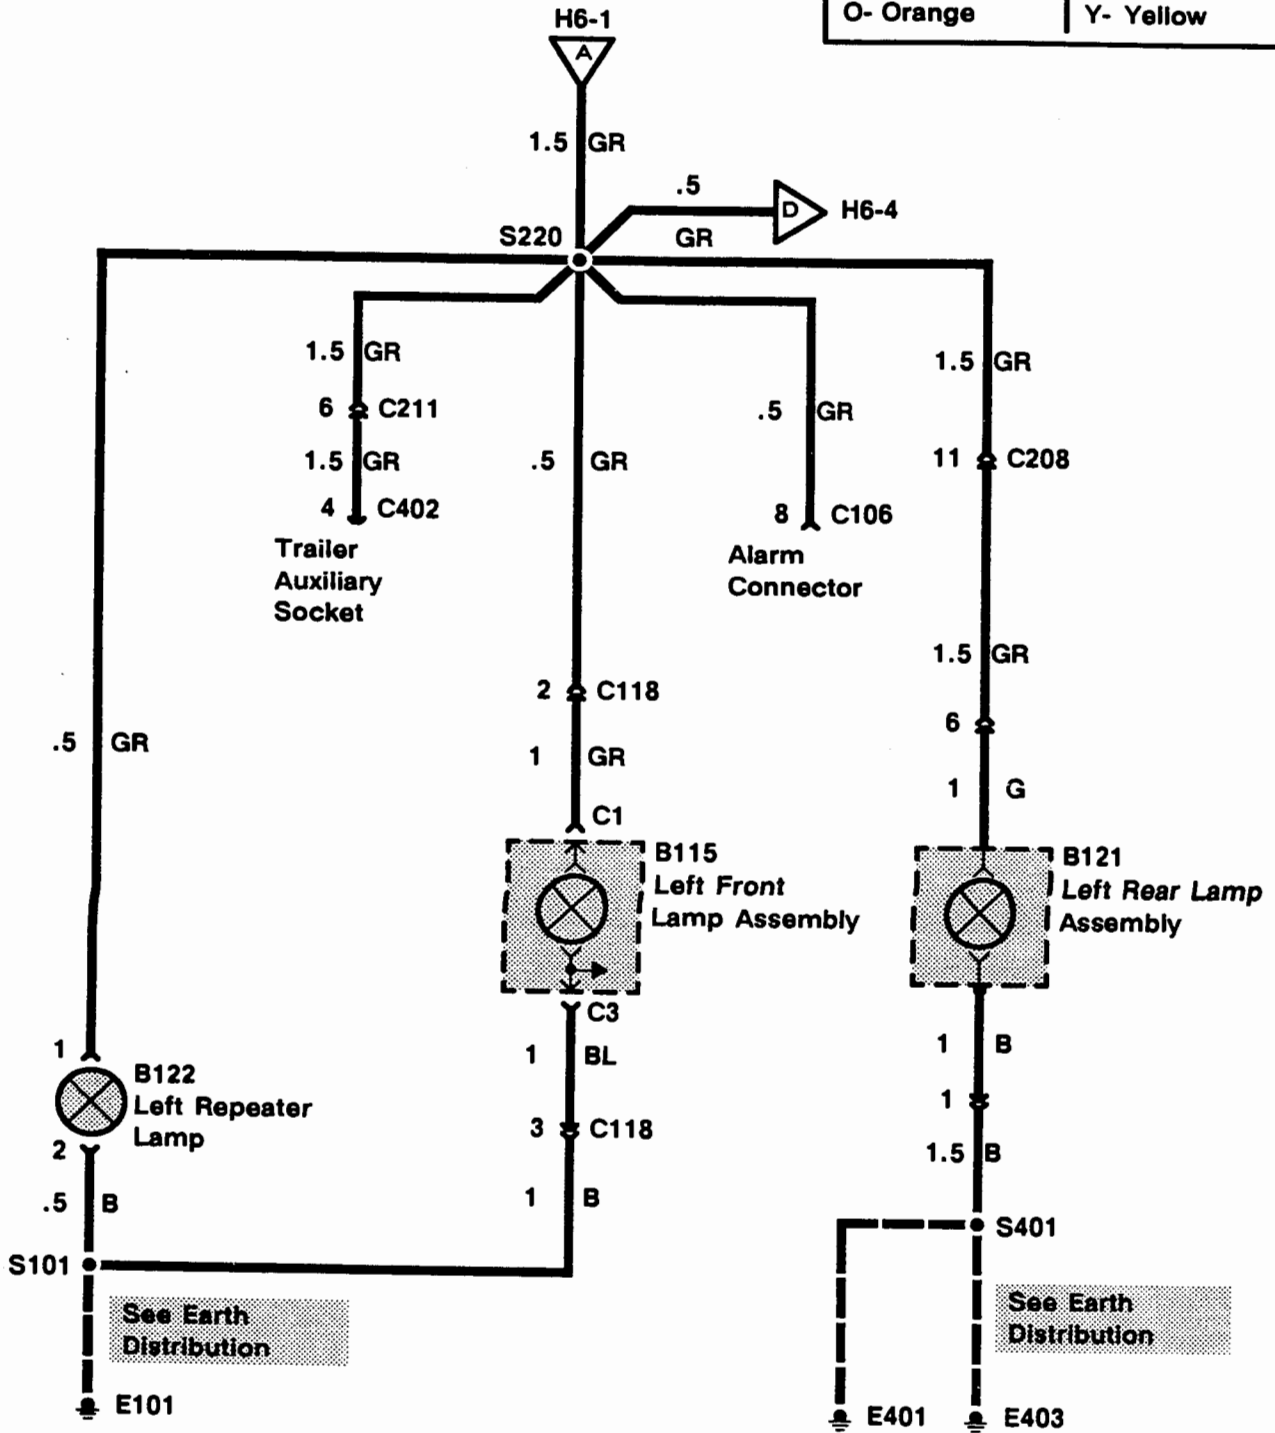 O- Orange
Y- Yellow
H6-1
A
1.5 GR
.5
D
H6-4
GR
S220
1.5 GR
6 C211
1.5 GR
4 C402
Trailer
Auxiliary
Socket
.5 GR
.5 GR
8 C106
Alarm
Connector
1.5 GR
11 C208
1.5 GR
6
1 G
2 C118
1 GR
C1
.5 GR
B115
Left Front
Lamp Assembly
B121
Left Rear Lamp
Assembly
C3
1 BL
3 C118
1 B
1 B
1
1.5 B
S401
1
B122
Left Repeater
Lamp
2
.5 B
S101
See Earth
Distribution
See Earth
Distribution
E101
E401
E403